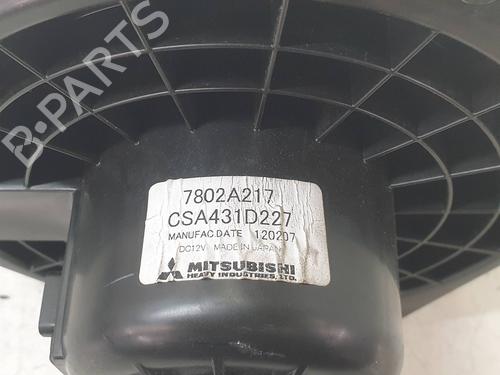 B-PARTS
7802A217
CSA431D227
MANUFAC.DATE 120207
DC12V MADE IN JAPAN
MITSUBISHI
HEAVY INDUSTRIES, LTD.